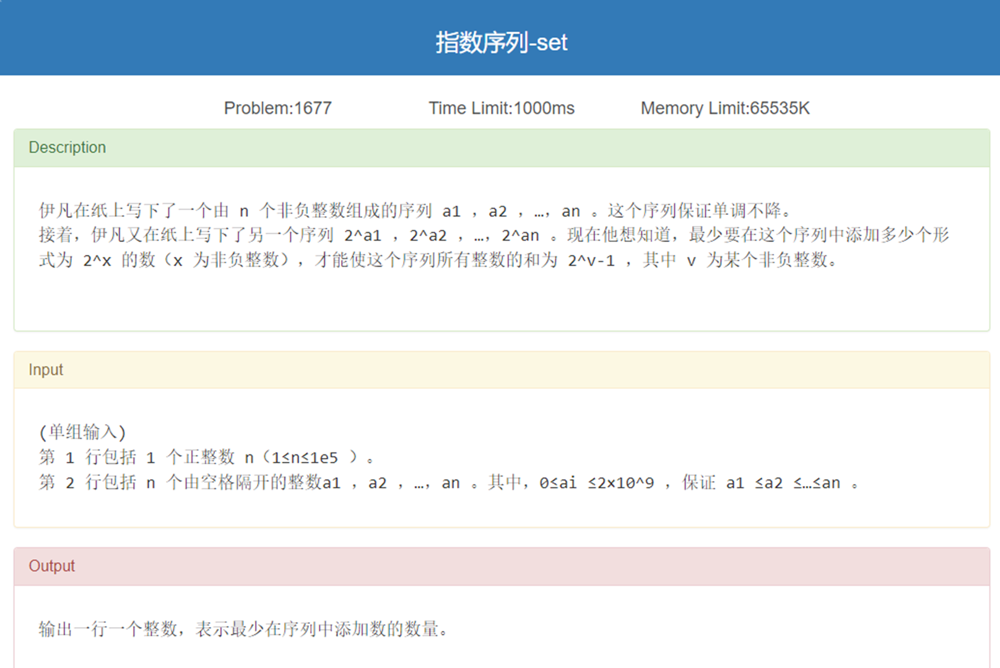 指数序列-set
Problem:1677 Time Limit:1000ms Memory Limit:65535K
Description
伊凡在纸上写下了一个由 n 个非负整数组成的序列 a1 ，a2 ，…，an 。这个序列保证单调不降。
接着，伊凡又在纸上写下了另一个序列 2^a1 ，2^a2 ，…，2^an 。现在他想知道，最少要在这个序列中添加多少个形
式为 2^x 的数（x 为非负整数），才能使这个序列所有整数的和为 2^v-1 ，其中 v 为某个非负整数。
Input
(单组输入)
第 1 行包括 1 个正整数 n（1≤n≤1e5 ）。
第 2 行包括 n 个由空格隔开的整数a1 ，a2 ，…，an 。其中，0≤ai ≤2×10^9 ，保证 a1 ≤a2 ≤…≤an 。
Output
输出一行一个整数，表示最少在序列中添加数的数量。